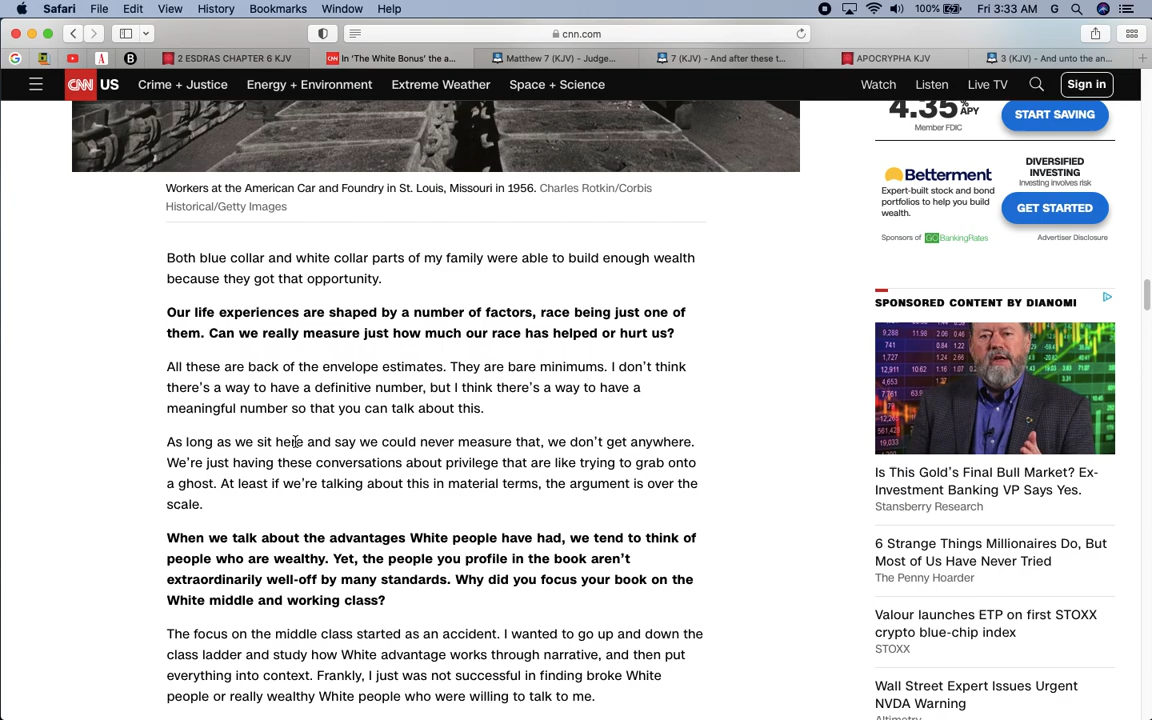 Safari File Edit View History Bookmarks Window Help 100% Fri 3:33 AM G
cnn.com
G A B 2 ESDRAS CHAPTER 6 KJV CNN In ‘The White Bonus’ the a... Matthew 7 (KJV) - Judge... 7 (KJV) - And after these t... APOCRYPHA KJV 3 (KJV) - And unto the an...
CNN US Crime + Justice Energy + Environment Extreme Weather Space + Science Watch Listen Live TV Sign in
Workers at the American Car and Foundry in St. Louis, Missouri in 1956. Charles Rotkin/Corbis
Historical/Getty Images
Both blue collar and white collar parts of my family were able to build enough wealth
because they got that opportunity.
Our life experiences are shaped by a number of factors, race being just one of
them. Can we really measure just how much our race has helped or hurt us?
All these are back of the envelope estimates. They are bare minimums. I don’t think
there’s a way to have a definitive number, but I think there’s a way to have a
meaningful number so that you can talk about this.
As long as we sit here and say we could never measure that, we don’t get anywhere.
We’re just having these conversations about privilege that are like trying to grab onto
a ghost. At least if we’re talking about this in material terms, the argument is over the
scale.
When we talk about the advantages White people have had, we tend to think of
people who are wealthy. Yet, the people you profile in the book aren’t
extraordinarily well-off by many standards. Why did you focus your book on the
White middle and working class?
The focus on the middle class started as an accident. I wanted to go up and down the
class ladder and study how White advantage works through narrative, and then put
everything into context. Frankly, I just was not successful in finding broke White
people or really wealthy White people who were willing to talk to me.
4.35% APY
Member FDIC
START SAVING
Betterment
Expert-built stock and bond
portfolios to help you build
wealth.
DIVERSIFIED
INVESTING
Investing involves risk
GET STARTED
Sponsors of GOBankingRates Advertiser Disclosure
SPONSORED CONTENT BY DIANOMI
Is This Gold’s Final Bull Market? Ex-
Investment Banking VP Says Yes.
Stansberry Research
6 Strange Things Millionaires Do, But
Most of Us Have Never Tried
The Penny Hoarder
Valour launches ETP on first STOXX
crypto blue-chip index
STOXX
Wall Street Expert Issues Urgent
NVDA Warning
Altimetry